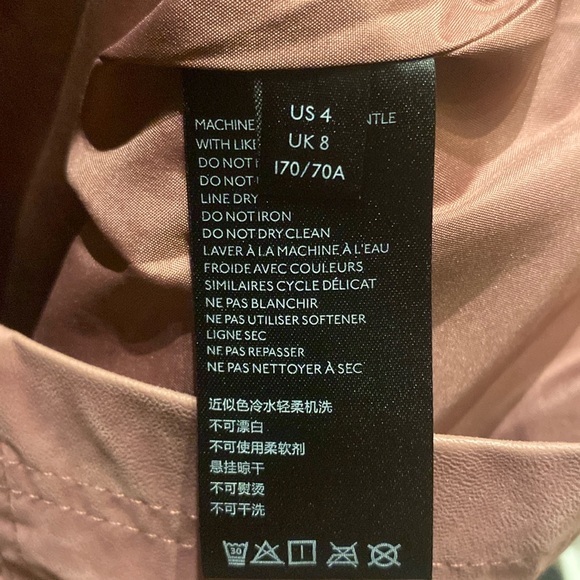 US 4
UK 8
170/70A
MACHINE NTLE
WITH LIKE
DO NOT
DO NOT
LINE DRY
DO NOT IRON
DO NOT DRY CLEAN
LAVER À LA MACHINE À L'EAU
FROIDE AVEC COULEURS
SIMILAIRES CYCLE DÉLICAT
NE PAS BLANCHIR
NE PAS UTILISER SOFTENER
LIGNE SEC
NE PAS REPASSER
NE PAS NETTOYER À SEC
近似色冷水轻柔机洗
不可漂白
不可使用柔软剂
悬挂晾干
不可熨烫
不可干洗
30